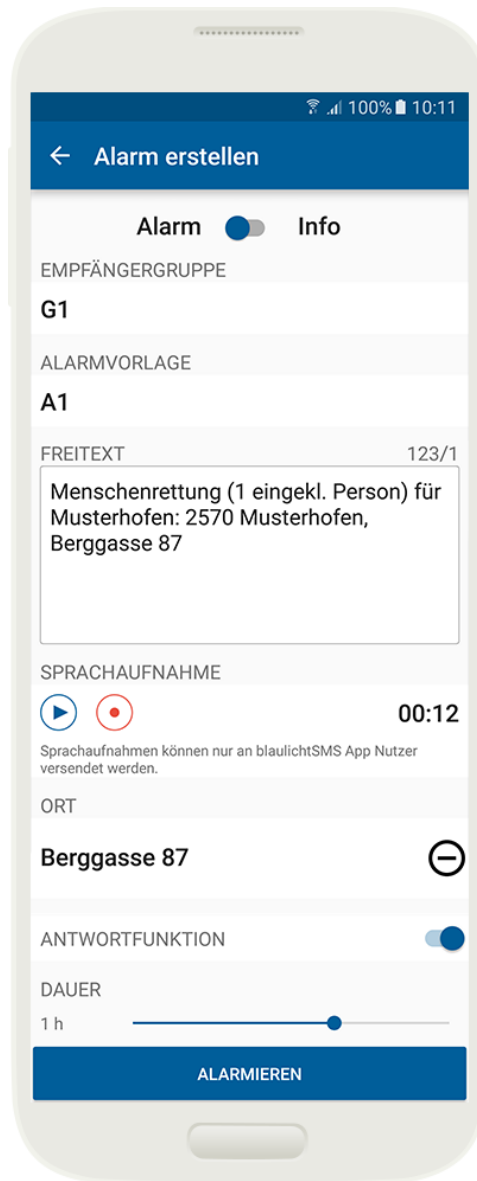 100% 10:11
Alarm erstellen
Alarm Info
EMPFÄNGERGRUPPE
G1
ALARMVORLAGE
A1
FREITEXT 123/1
Menschenrettung (1 eingekl. Person) für
Musterhofen: 2570 Musterhofen,
Berggasse 87
SPRACHAUFNAHME
00:12
Sprachaufnahmen können nur an blaulichtSMS App Nutzer
versendet werden.
ORT
Berggasse 87
ANTWORTFUNKTION
DAUER
1 h
ALARMIEREN